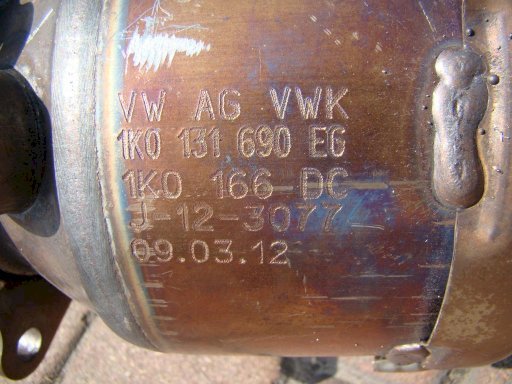 VW AG VWK
1K0 131 690 EG
1K0 166 DC
J-12-3077
09.03.12